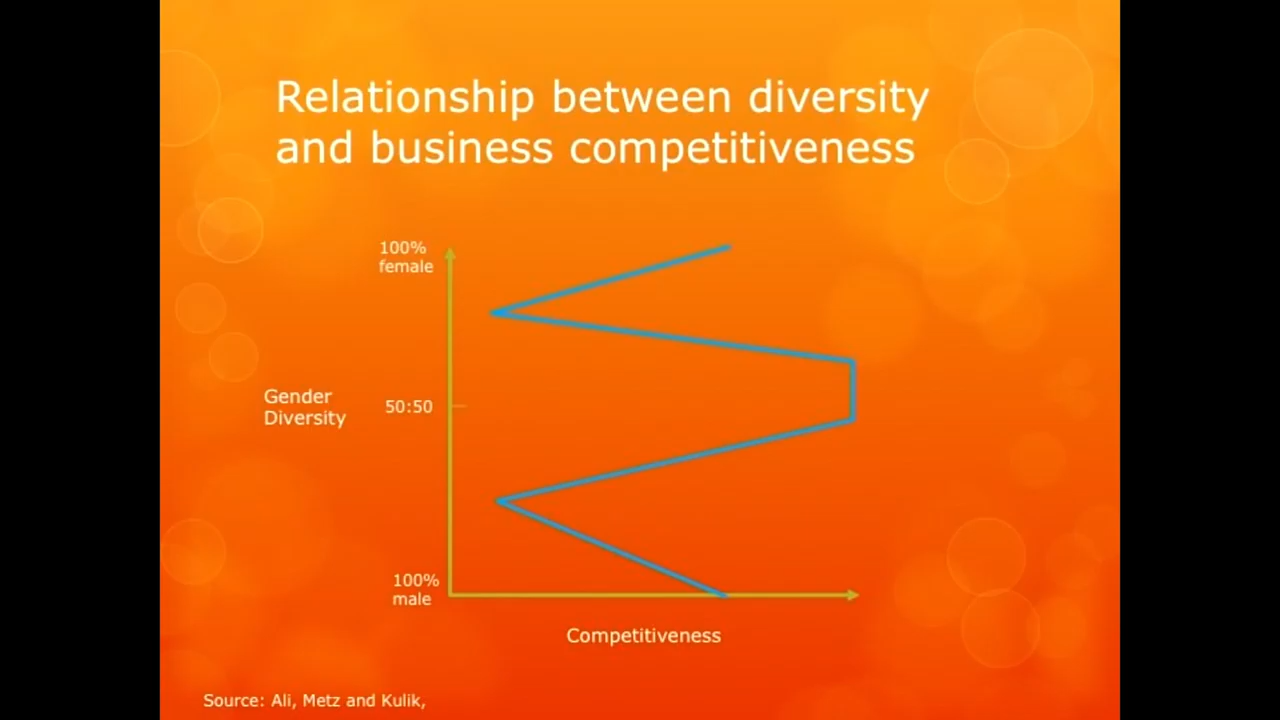 Relationship between diversity
and business competitiveness
100%
female
Gender
Diversity
50:50
100%
male
Competitiveness
Source: Ali, Metz and Kulik,